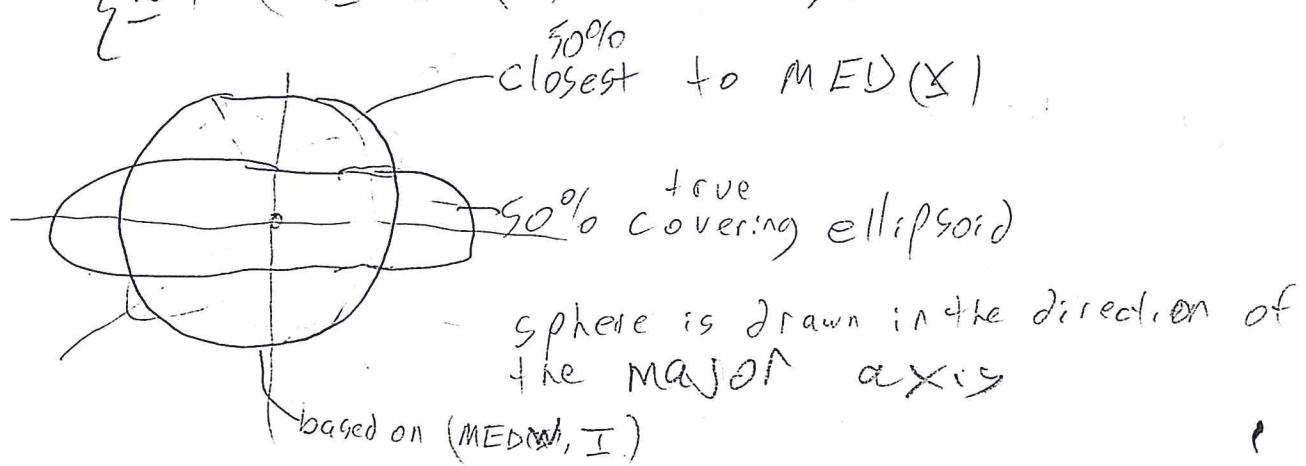 50%
closest to MED(X)
true
50% covering ellipsoid
sphere is drawn in the direction of
the major axis
based on (MED(W), I)